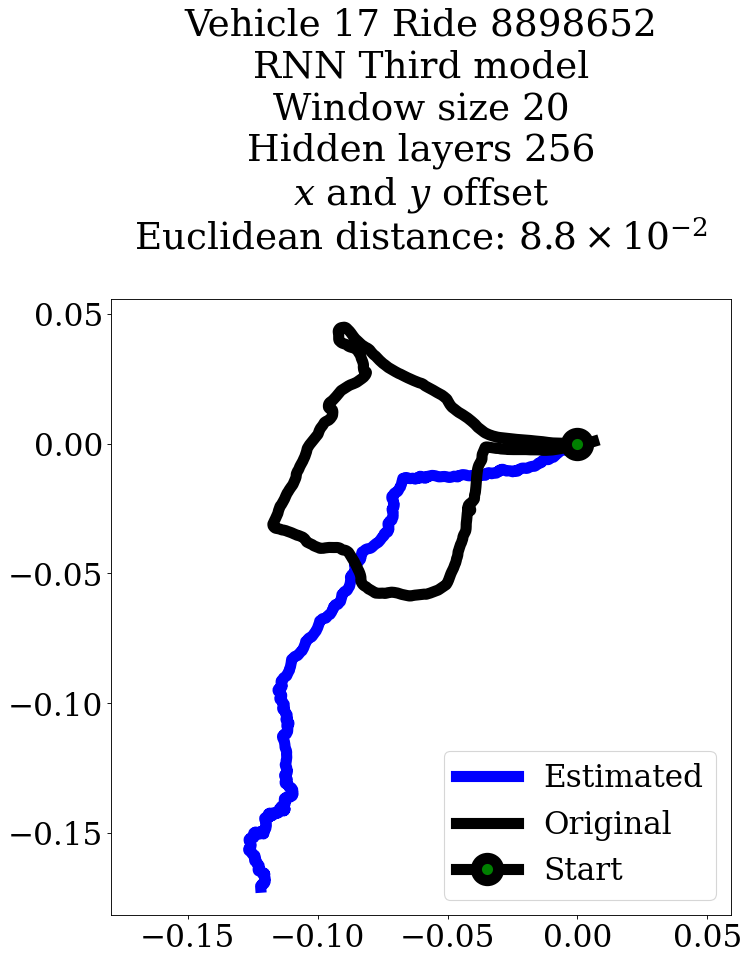 Vehicle 17 Ride 8898652
RNN Third model
Window size 20
Hidden layers 256
x and y offset
Euclidean distance: 8.8 × 10⁻²
0.05
0.00
−0.05
−0.10
−0.15
Estimated
Original
Start
−0.15 −0.10 −0.05 0.00 0.05